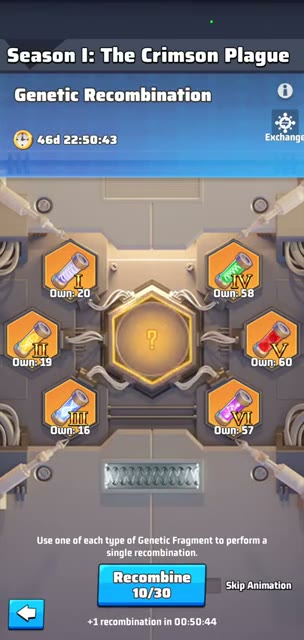 Season I: The Crimson Plague
Genetic Recombination
46d 22:50:43
Exchange
I
Own: 20
IV
Own: 58
II
Own: 19
?
V
Own: 60
III
Own: 16
VI
Own: 57
Use one of each type of Genetic Fragment to perform a
single recombination.
Recombine
10/30
Skip Animation
+1 recombination in 00:50:44